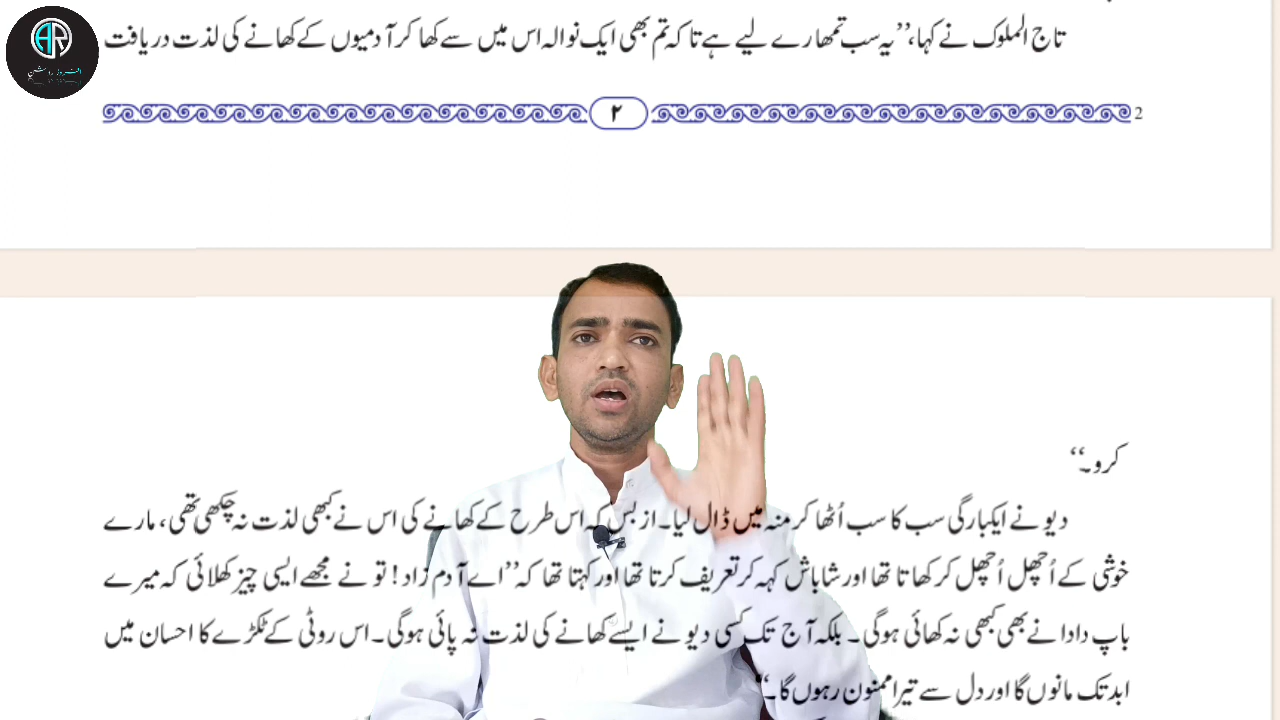 AR
افروز روشن
تاج الملوک نے کہا، ’’یہ سب تمھارے لیے ہے تاکہ تم بھی ایک نوالہ اس میں سے کھا کر آدمیوں کے کھانے کی لذت دریافت
۲
2
کرو۔‘‘
دیو نے ایکبارگی سب کا سب اُٹھا کر منہ میں ڈال لیا۔ ازبس کہ اس طرح کے کھانے کی اس نے کبھی لذت نہ چکھی تھی، مارے
خوشی کے اُچھل اُچھل کر کھاتا تھا اور شاباش کہہ کر تعریف کرتا تھا اور کہتا تھا کہ ’’اے آدم زاد! تو نے مجھے ایسی چیز کھلائی کہ میرے
باپ دادا نے بھی کبھی نہ کھائی ہوگی۔ بلکہ آج تک کسی دیو نے ایسے کھانے کی لذت نہ پائی ہوگی۔ اس روٹی کے ٹکڑے کا احسان میں
ابد تک مانوں گا اور دل سے تیرا ممنون رہوں گا۔‘‘